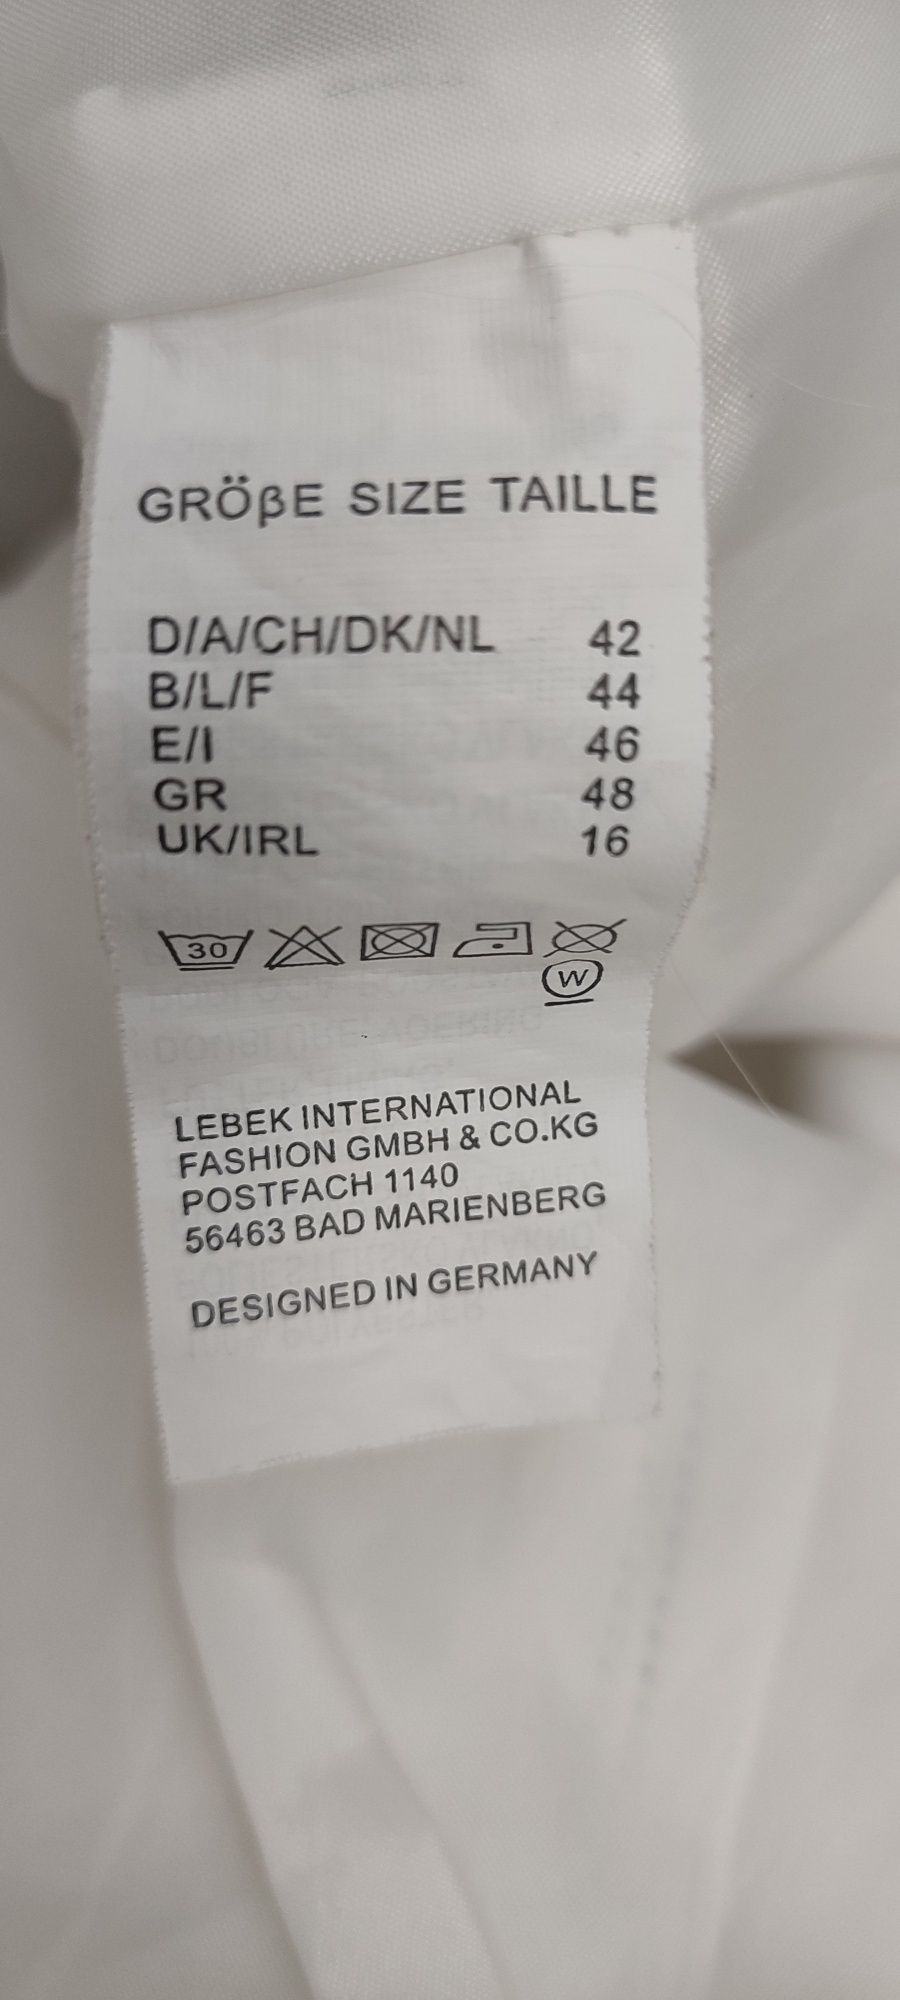 GRÖβE SIZE TAILLE
D/A/CH/DK/NL 42
B/L/F 44
E/I 46
GR 48
UK/IRL 16
30
W
LEBEK INTERNATIONAL
FASHION GMBH & CO.KG
POSTFACH 1140
56463 BAD MARIENBERG
DESIGNED IN GERMANY